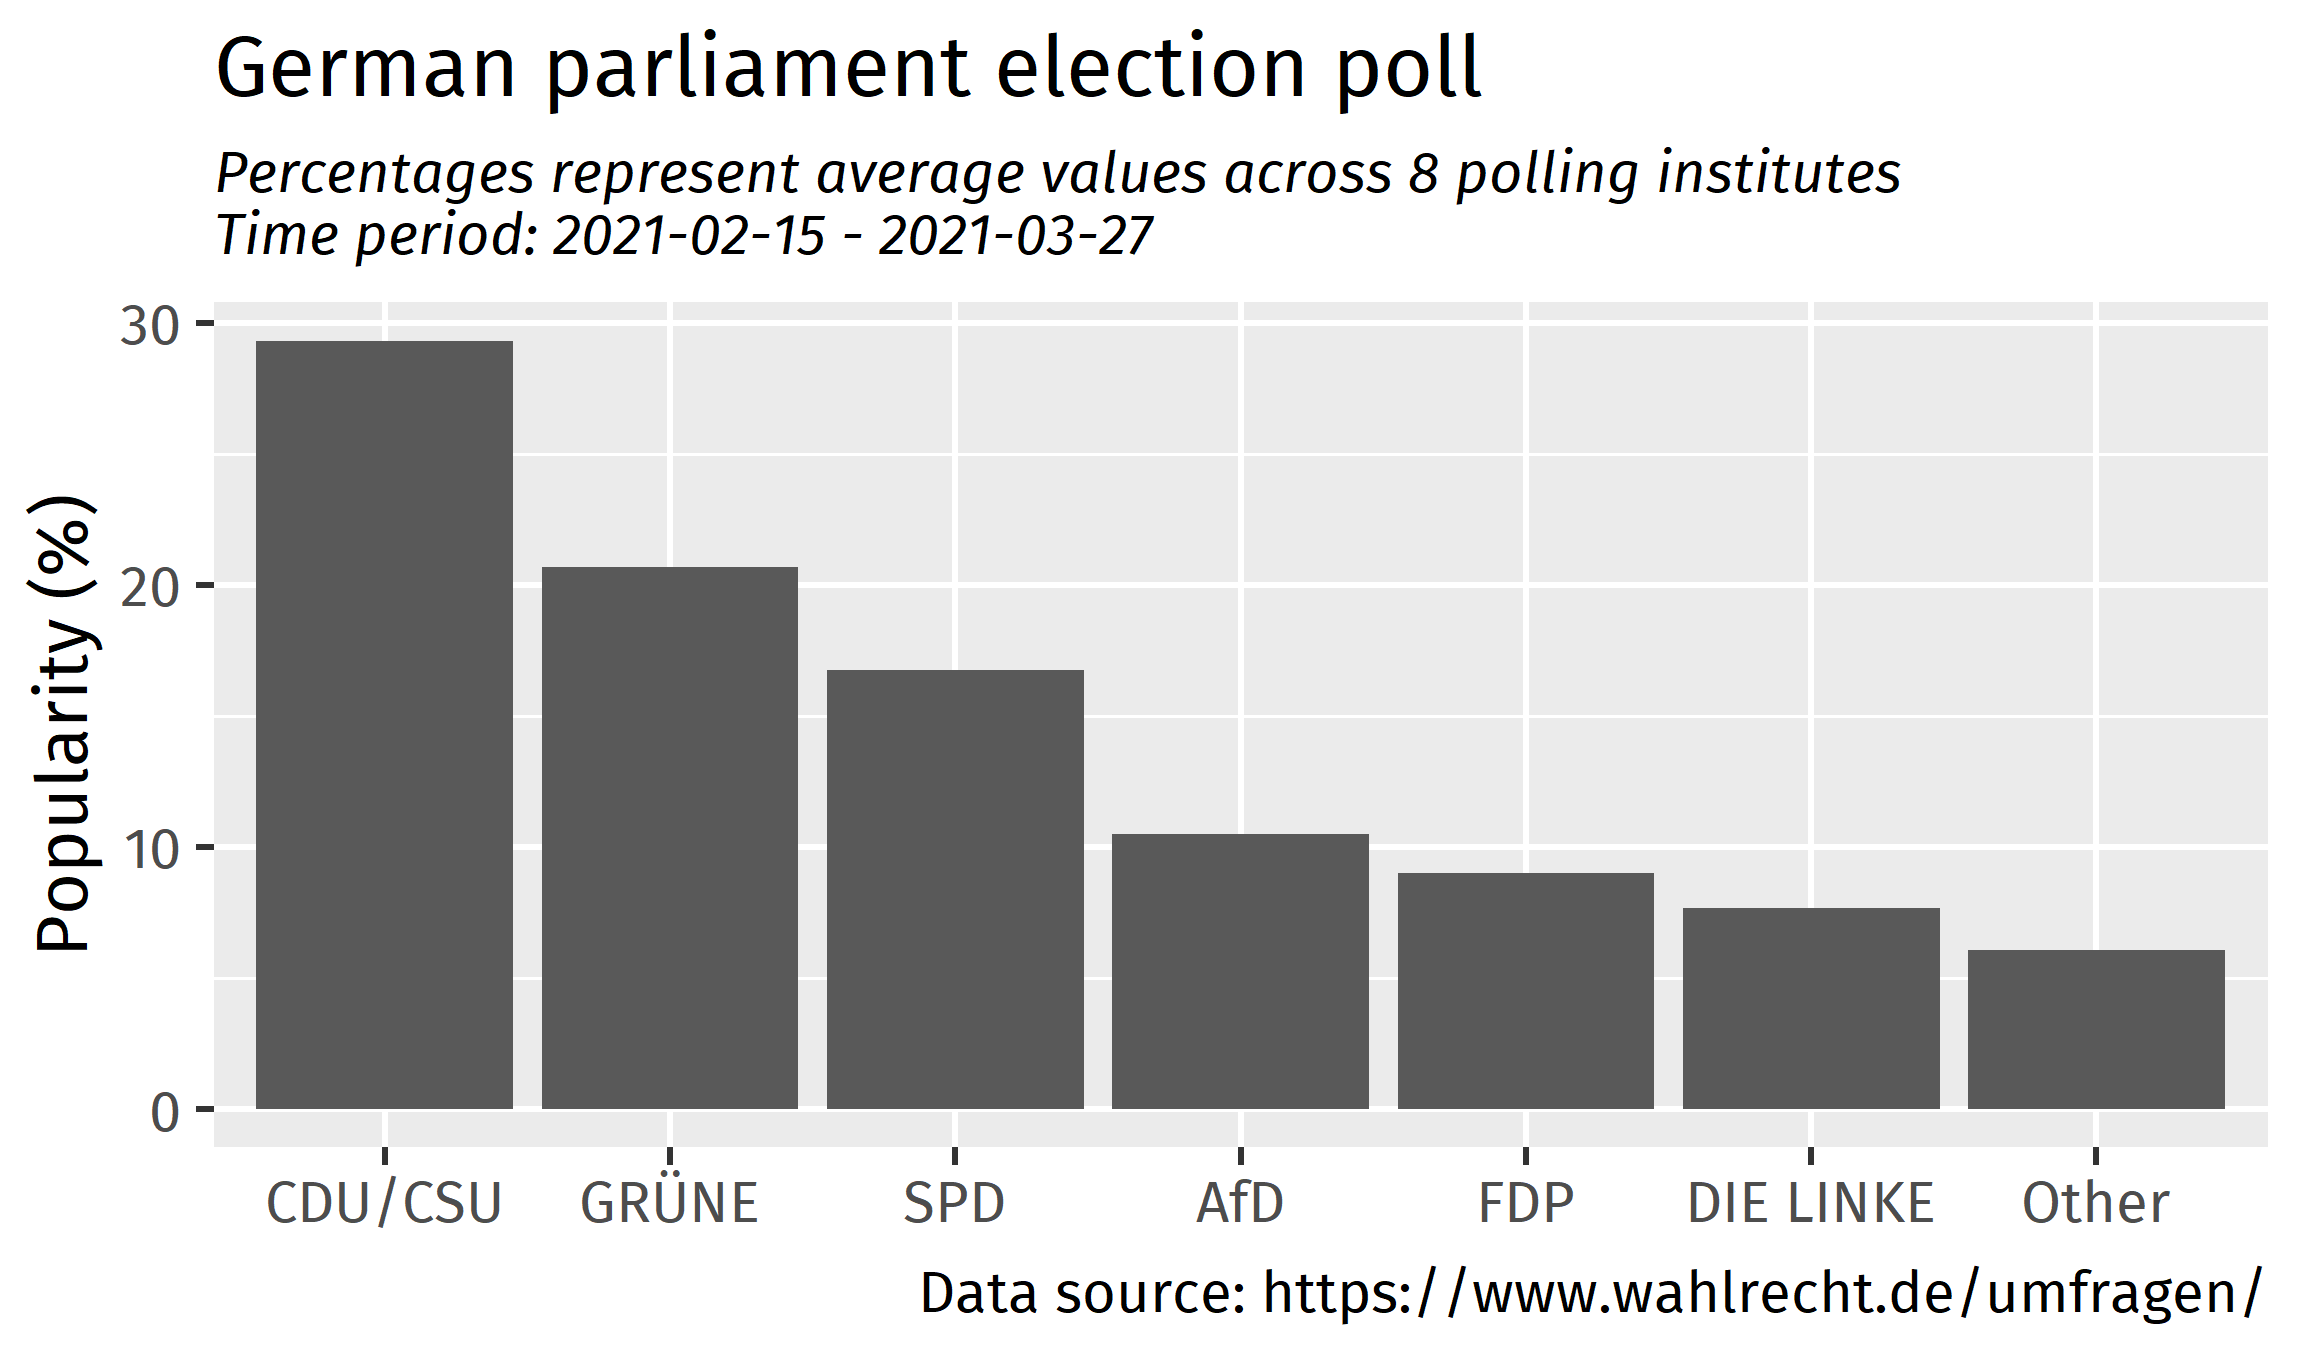 German parliament election poll
Percentages represent average values across 8 polling institutes
Time period: 2021-02-15 - 2021-03-27
Popularity (%)
30
20
10
0
CDU/CSU GRÜNE SPD AfD FDP DIE LINKE Other
Data source: https://www.wahlrecht.de/umfragen/